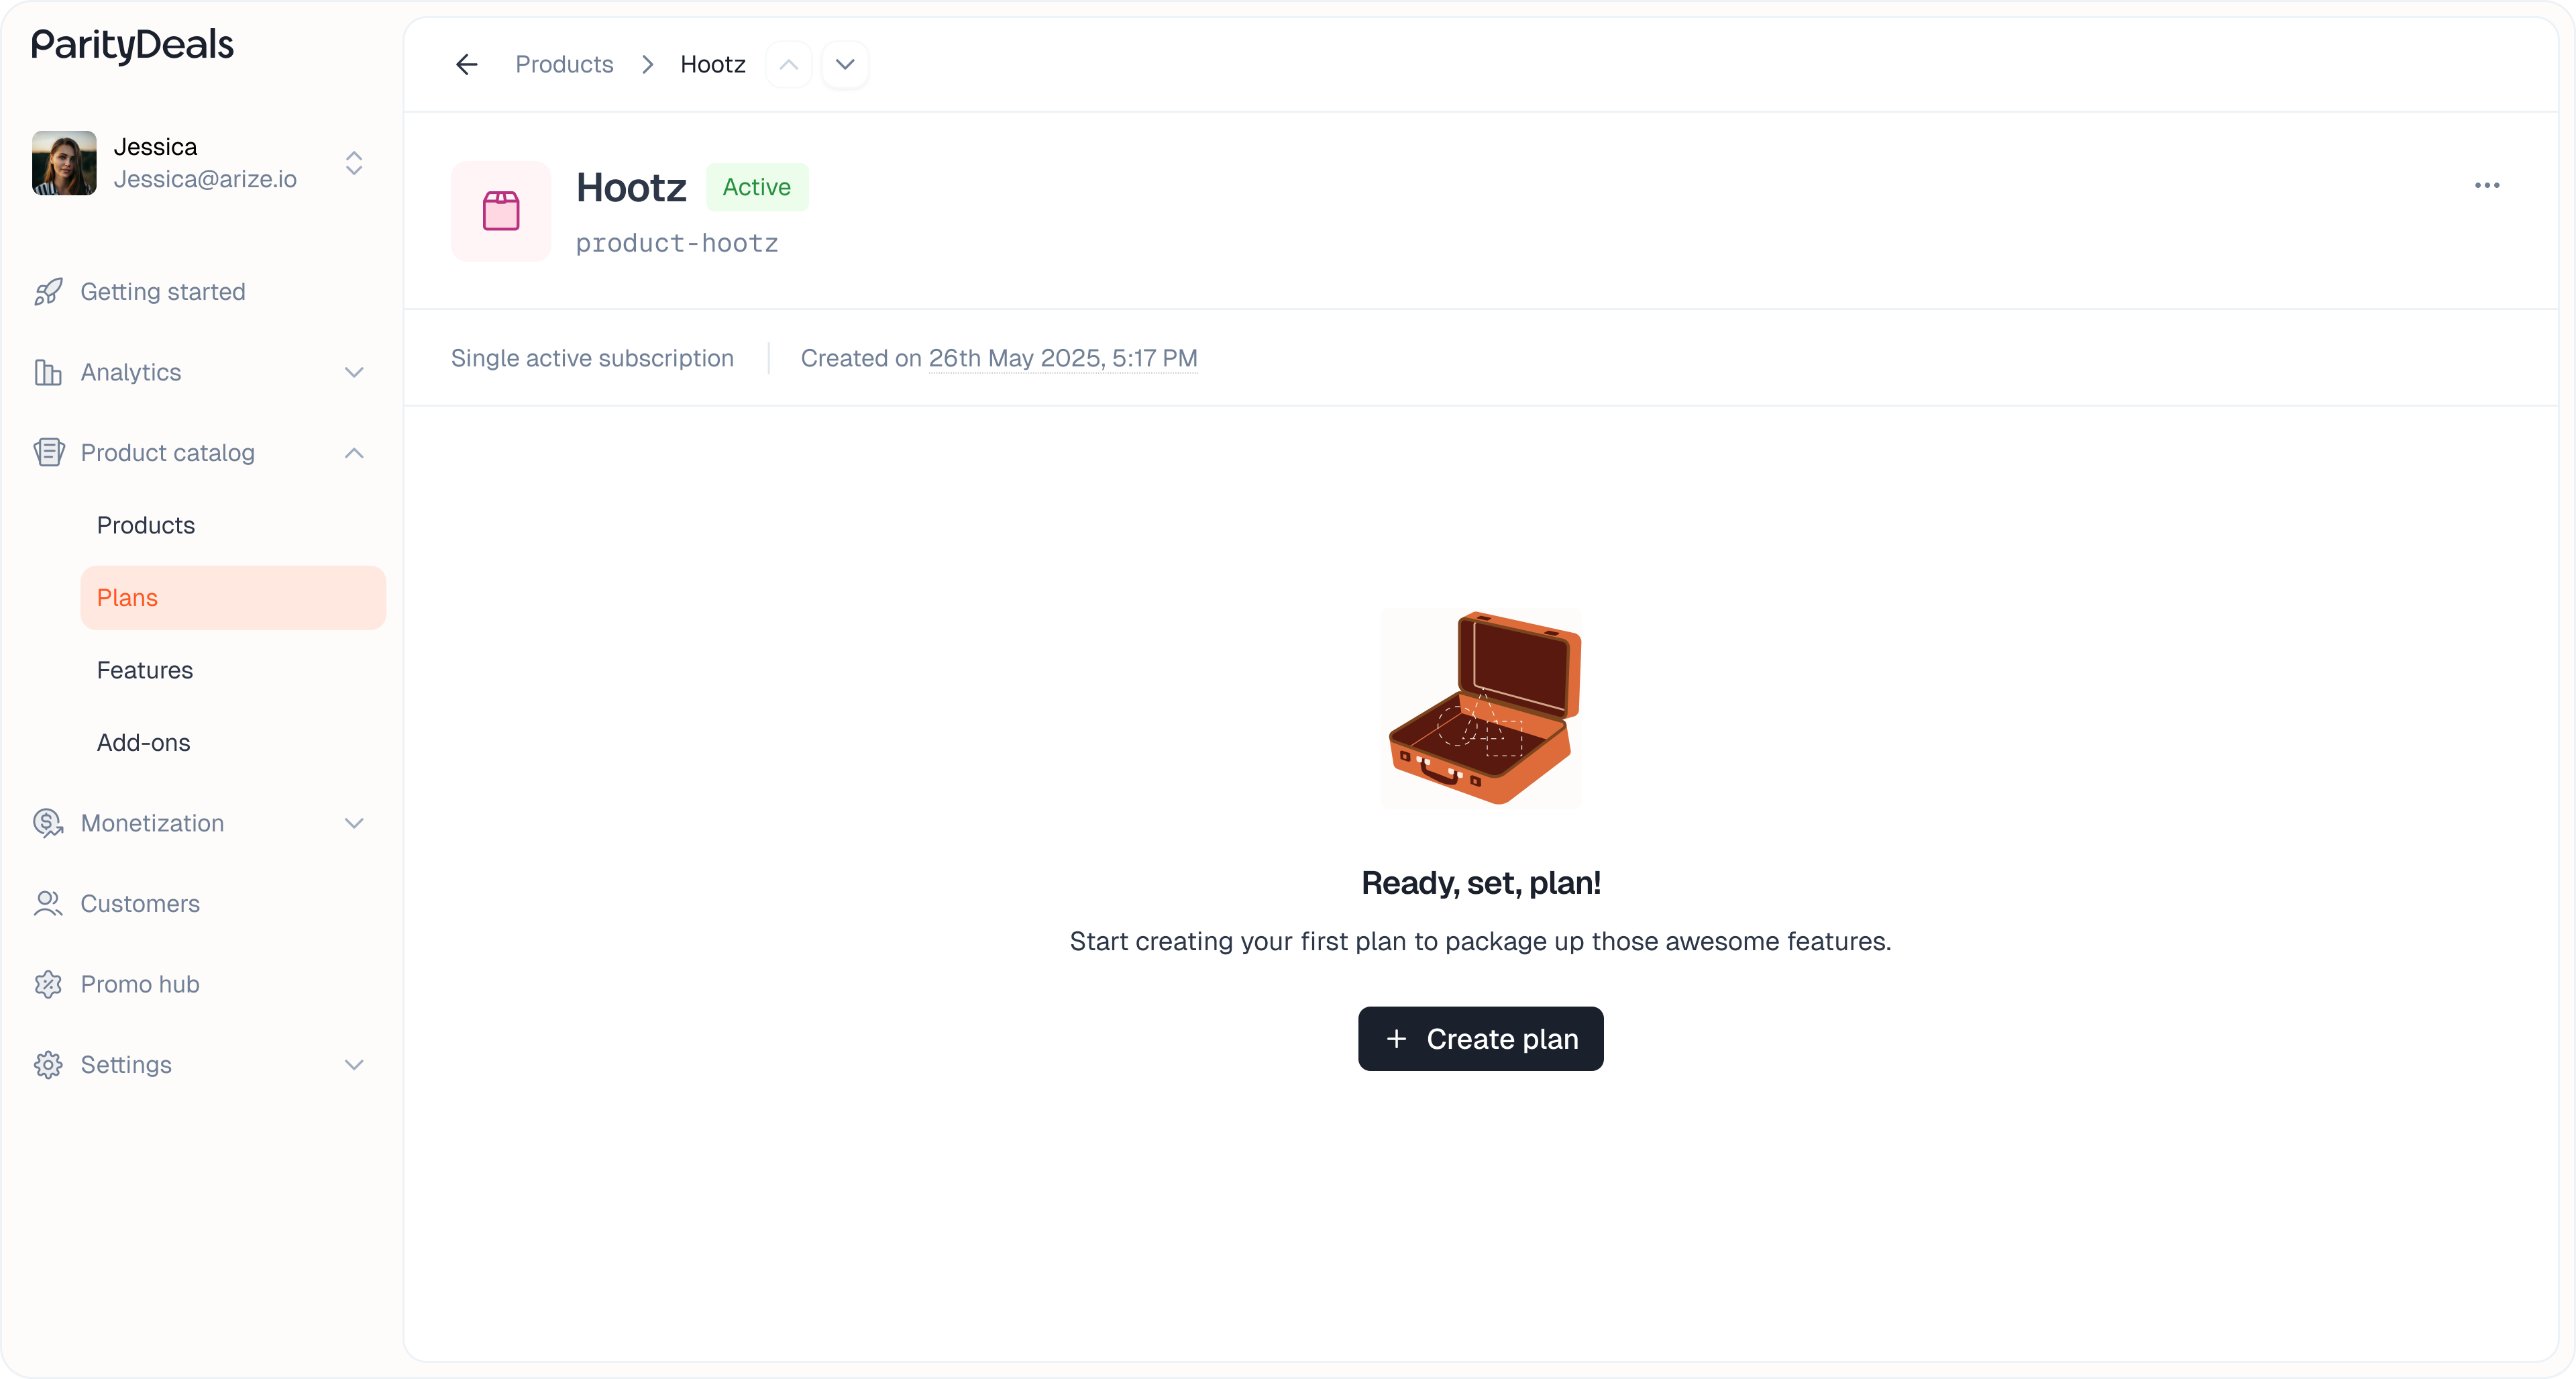 ParityDeals
Jessica
Jessica@arize.io
Getting started
Analytics
Product catalog
Products
Plans
Features
Add-ons
Monetization
Customers
Promo hub
Settings
Products
Hootz
Hootz
Active
product-hootz
Single active subscription
Created on 26th May 2025, 5:17 PM
Ready, set, plan!
Start creating your first plan to package up those awesome features.
+ Create plan